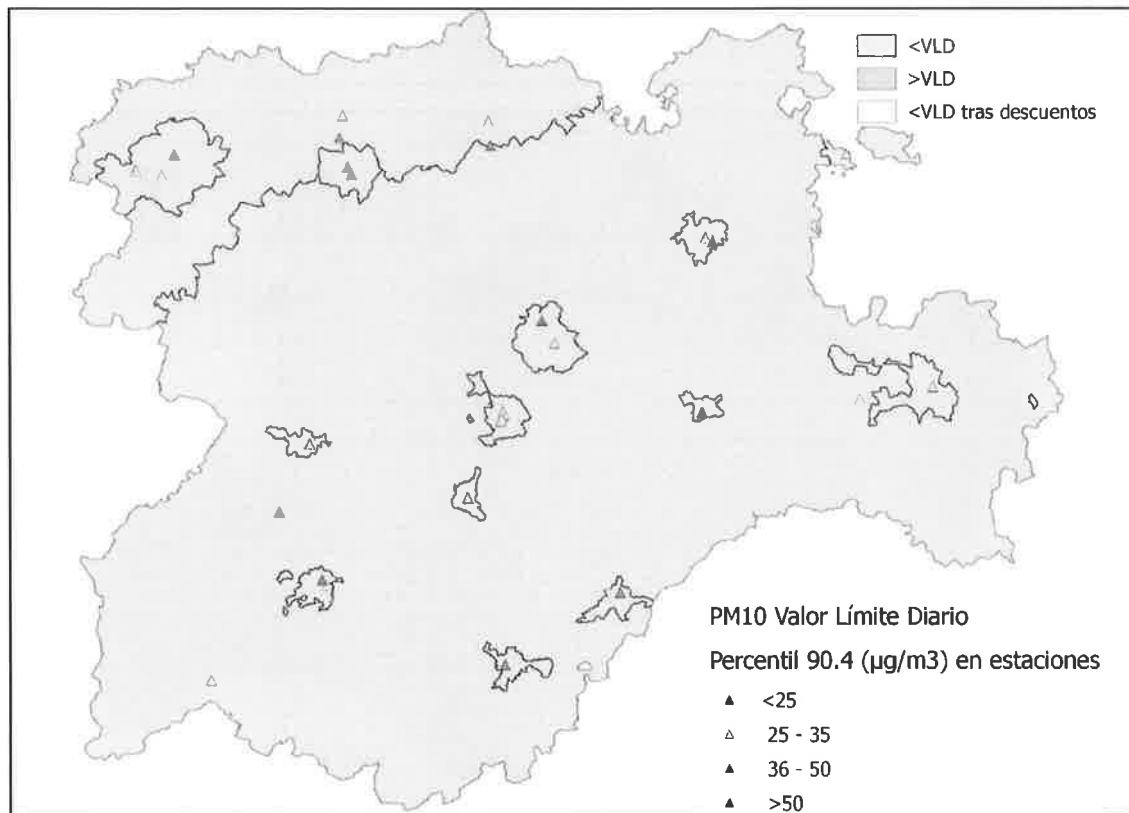 <VLD
>VLD
<VLD tras descuentos
PM10 Valor Límite Diario
Percentil 90.4 (µg/m3) en estaciones
<25
25 - 35
36 - 50
>50